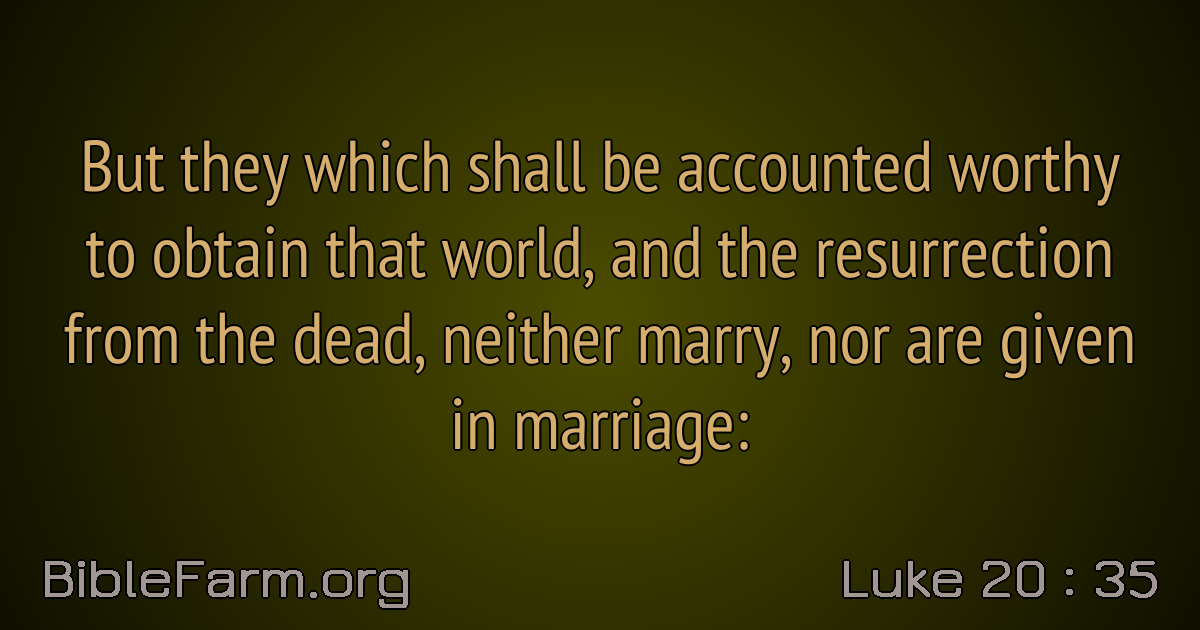 But they which shall be accounted worthy
to obtain that world, and the resurrection
from the dead, neither marry, nor are given
in marriage:
BibleFarm.org
Luke 20 : 35